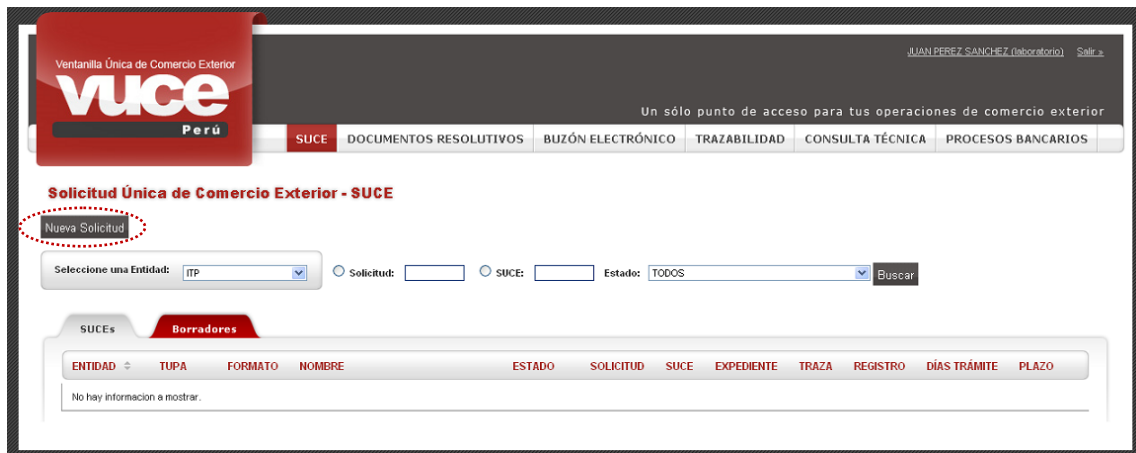 JUAN PEREZ SANCHEZ (laboratorio) Salir »
Ventanilla Única de Comercio Exterior
vuce
Perú
Un sólo punto de acceso para tus operaciones de comercio exterior
SUCE DOCUMENTOS RESOLUTIVOS BUZÓN ELECTRÓNICO TRAZABILIDAD CONSULTA TÉCNICA PROCESOS BANCARIOS
Solicitud Única de Comercio Exterior - SUCE
Nueva Solicitud
Seleccione una Entidad: ITP Solicitud: SUCE: Estado: TODOS Buscar
SUCEs Borradores
ENTIDAD TUPA FORMATO NOMBRE ESTADO SOLICITUD SUCE EXPEDIENTE TRAZA REGISTRO DÍAS TRÁMITE PLAZO
No hay informacion a mostrar.